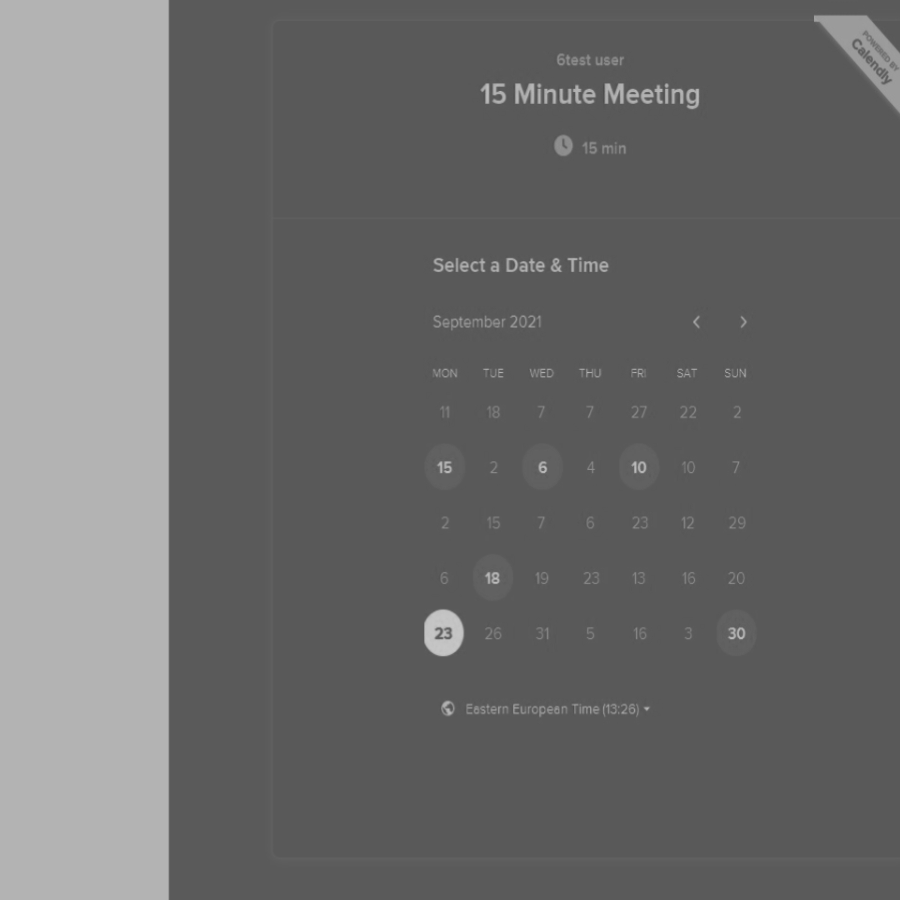 POWERED BY
Calendly
6test user
15 Minute Meeting
15 min
Select a Date & Time
September 2021
MON TUE WED THU FRI SAT SUN
11 18 7 7 27 22 2
15 2 6 4 10 10 7
2 15 7 6 23 12 29
6 18 19 23 13 16 20
23 26 31 5 16 3 30
Eastern European Time (13:26)